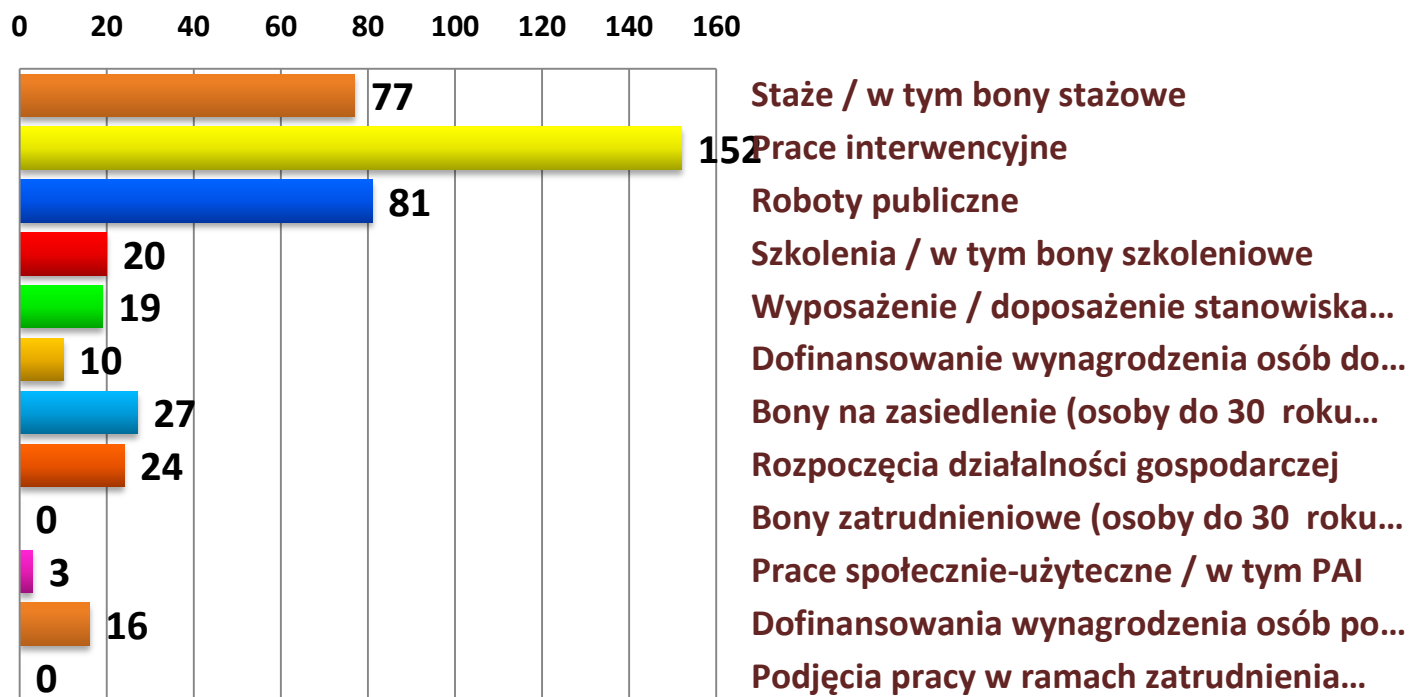 0 20 40 60 80 100 120 140 160
77 Staże / w tym bony stażowe
152 Prace interwencyjne
81 Roboty publiczne
20 Szkolenia / w tym bony szkoleniowe
19 Wyposażenie / doposażenie stanowiska...
10 Dofinansowanie wynagrodzenia osób do...
27 Bony na zasiedlenie (osoby do 30 roku...
24 Rozpoczęcia działalności gospodarczej
0 Bony zatrudnieniowe (osoby do 30 roku...
3 Prace społecznie-użyteczne / w tym PAI
16 Dofinansowania wynagrodzenia osób po...
0 Podjęcia pracy w ramach zatrudnienia...